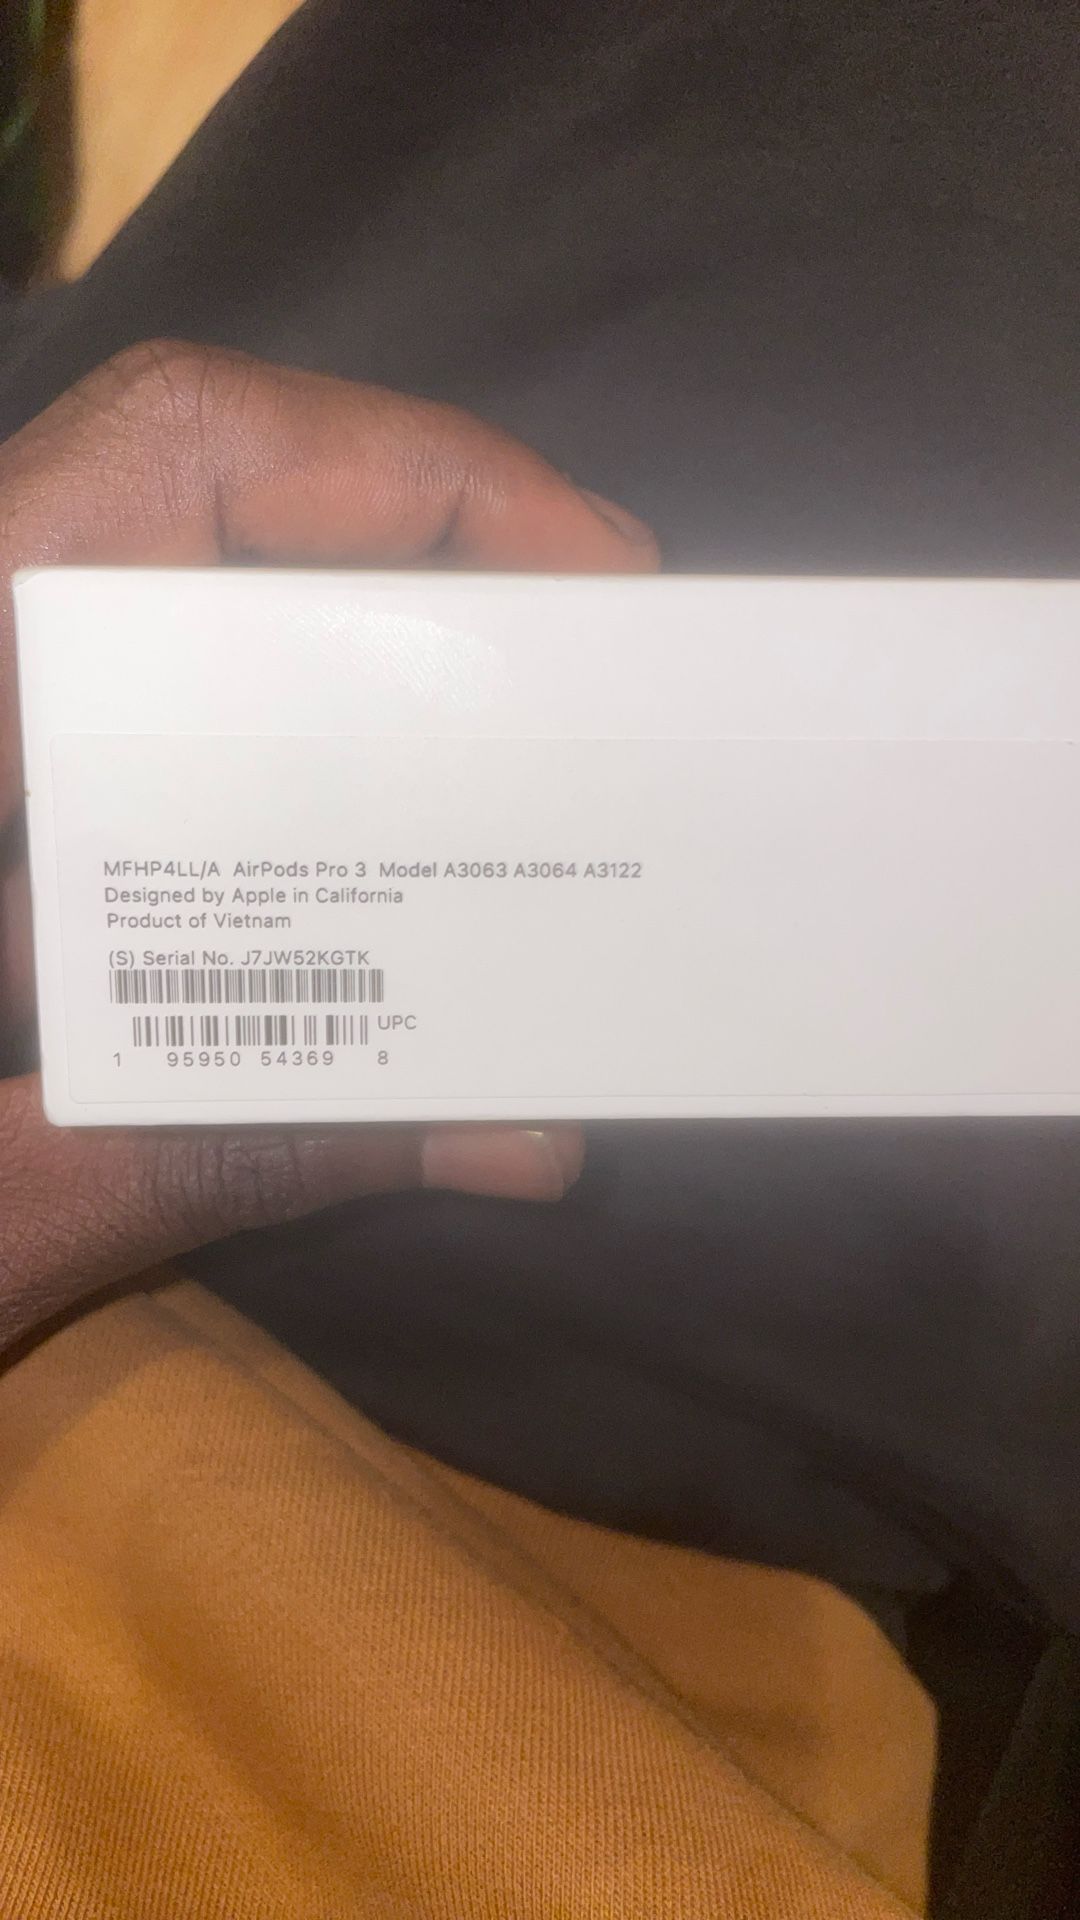 MFHP4LL/A AirPods Pro 3 Model A3063 A3064 A3122
Designed by Apple in California
Product of Vietnam
(S) Serial No. J7JW52KGTK
UPC
1 95950 54369 8